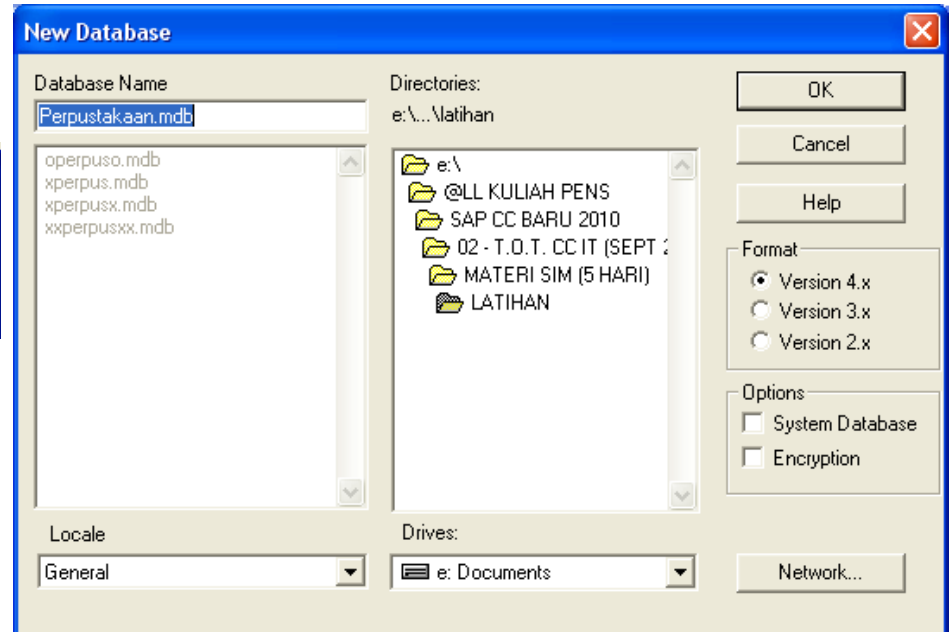 New Database
Database Name
Perpustakaan.mdb
operpuso.mdb
xperpus.mdb
xperpusx.mdb
xxperpusxx.mdb
Locale
General
Directories:
e:\...\latihan
e:\
@LL KULIAH PENS
SAP CC BARU 2010
02 - T.O.T. CC IT (SEPT
MATERI SIM (5 HARI)
LATIHAN
Drives:
e: Documents
OK
Cancel
Help
Format
Version 4.x
Version 3.x
Version 2.x
Options
System Database
Encryption
Network...